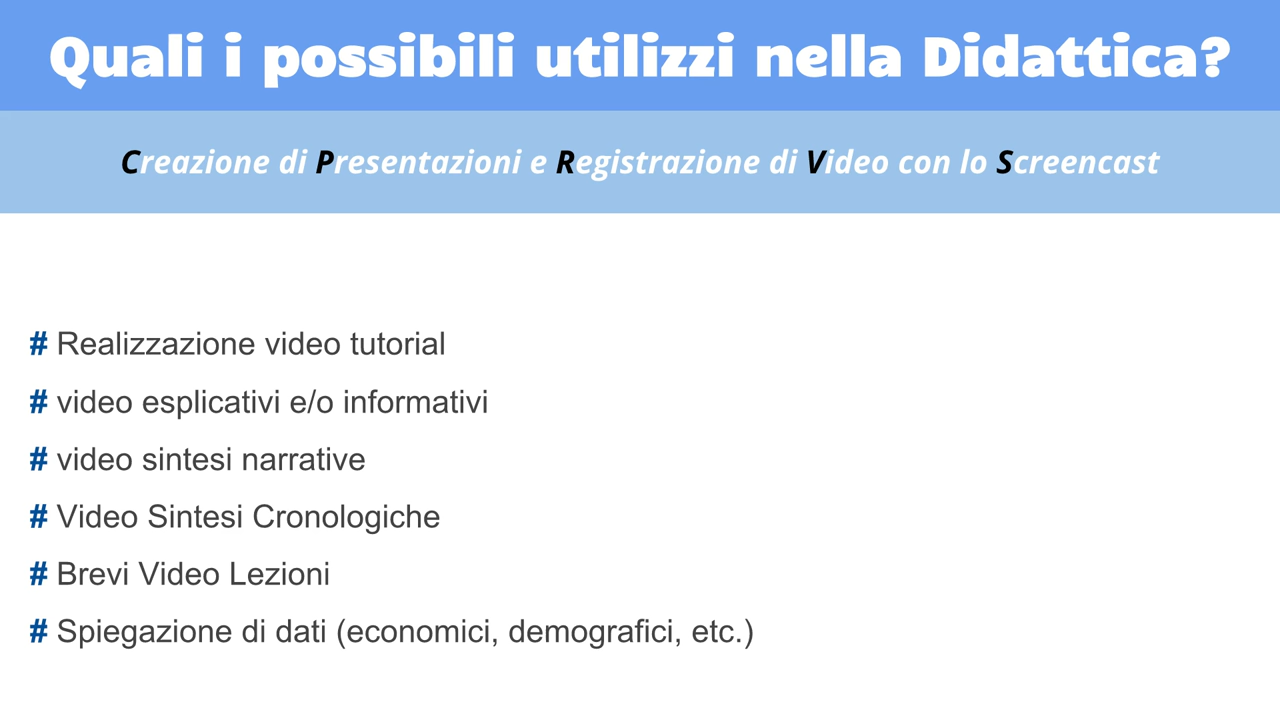 Quali i possibili utilizzi nella Didattica?
Creazione di Presentazioni e Registrazione di Video con lo Screencast
# Realizzazione video tutorial
# video esplicativi e/o informativi
# video sintesi narrative
# Video Sintesi Cronologiche
# Brevi Video Lezioni
# Spiegazione di dati (economici, demografici, etc.)